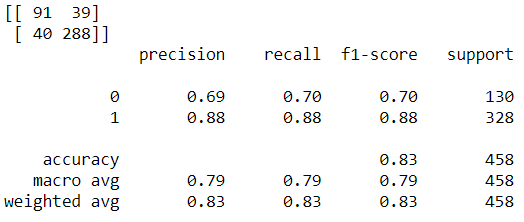 [[ 91 39]
[ 40 288]]
precision recall f1-score support
0 0.69 0.70 0.70 130
1 0.88 0.88 0.88 328
accuracy 0.83 458
macro avg 0.79 0.79 0.79 458
weighted avg 0.83 0.83 0.83 458